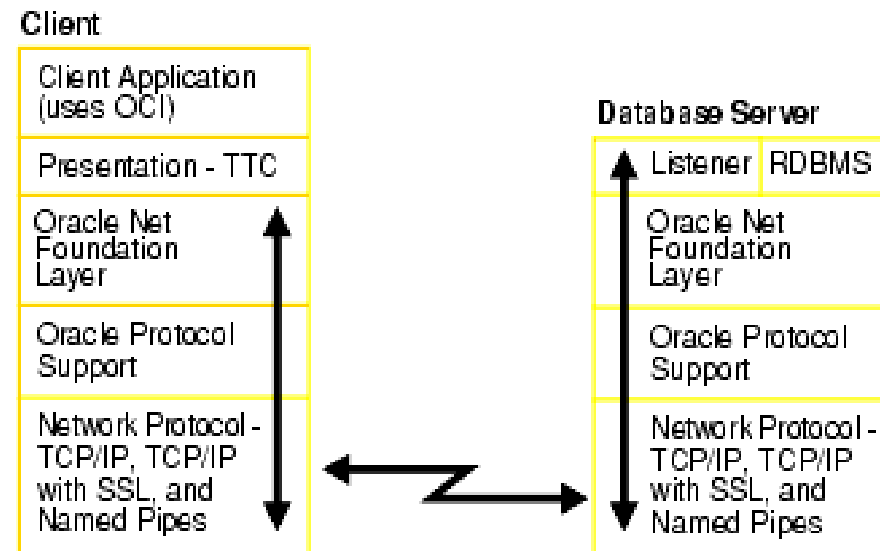 Client
Client Application
(uses OCI)
Presentation - TTC
Oracle Net
Foundation
Layer
Oracle Protocol
Support
Network Protocol -
TCP/IP, TCP/IP
with SSL, and
Named Pipes
Database Server
Listener
RDBMS
Oracle Net
Foundation
Layer
Oracle Protocol
Support
Network Protocol -
TCP/IP, TCP/IP
with SSL, and
Named Pipes